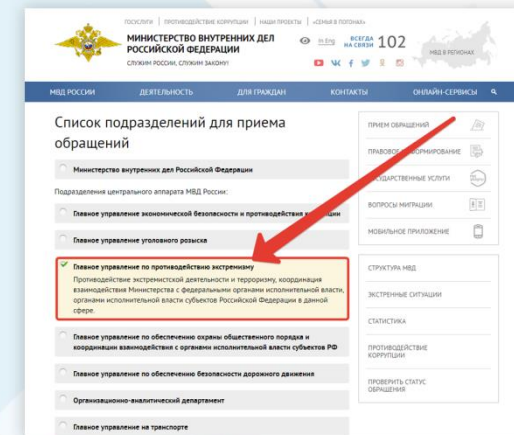 ГОСУСЛУГИ | ПРОТИВОДЕЙСТВИЕ КОРРУПЦИИ | НАШИ ПРОЕКТЫ | «СЕМЬЯ В ПОГОНАХ»
МИНИСТЕРСТВО ВНУТРЕННИХ ДЕЛ
РОССИЙСКОЙ ФЕДЕРАЦИИ
СЛУЖИМ РОССИИ, СЛУЖИМ ЗАКОНУ!
In Eng
ВСЕГДА
НА СВЯЗИ 102
МВД В РЕГИОНАХ
МВД РОССИИ ДЕЯТЕЛЬНОСТЬ ДЛЯ ГРАЖДАН КОНТАКТЫ ОНЛАЙН-СЕРВИСЫ
Список подразделений для приема
обращений
Министерство внутренних дел Российской Федерации
Подразделения центрального аппарата МВД России:
Главное управление экономической безопасности и противодействия
Главное управление уголовного розыска
Главное управление по противодействию экстремизму
Противодействие экстремистской деятельности и терроризму, координация
взаимодействия Министерства с федеральными органами исполнительной власти,
органами исполнительной власти субъектов Российской Федерации в данной
сфере.
Главное управление по обеспечению охраны общественного порядка и
координации взаимодействия с органами исполнительной власти субъектов РФ
Главное управление по обеспечению безопасности дорожного движения
Организационно-аналитический департамент
Главное управление на транспорте
ПРИЕМ ОБРАЩЕНИЙ
ПРАВОВОЕ
ГОСУДАРСТВЕННЫЕ УСЛУГИ
ВОПРОСЫ МИГРАЦИИ
МОБИЛЬНОЕ ПРИЛОЖЕНИЕ
СТРУКТУРА МВД
ЭКСТРЕННЫЕ СИТУАЦИИ
СТАТИСТИКА
ПРОТИВОДЕЙСТВИЕ
КОРРУПЦИИ
ПРОВЕРИТЬ СТАТУС
ОБРАЩЕНИЯ